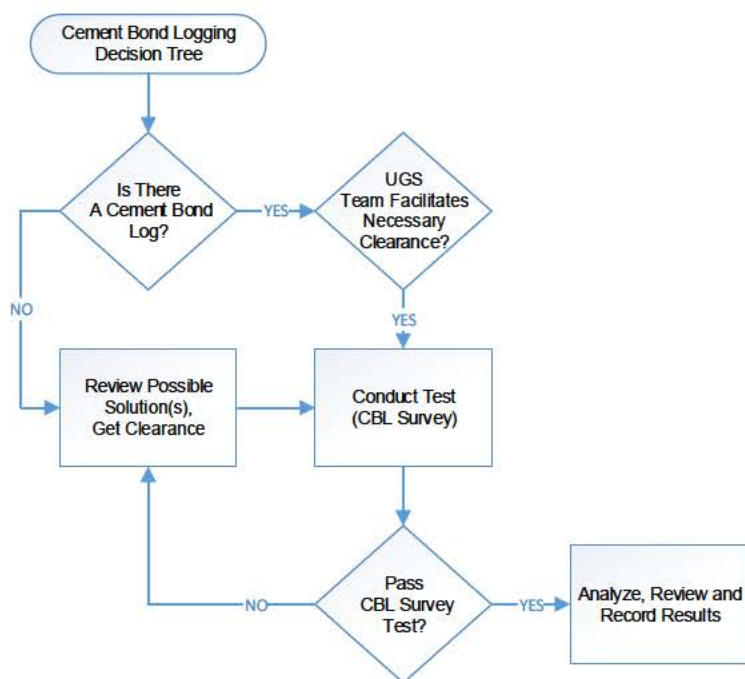 Cement Bond Logging
Decision Tree
Is There
A Cement Bond
Log?
YES
UGS
Team Facilitates
Necessary
Clearance?
NO
YES
Review Possible
Solution(s),
Get Clearance
Conduct Test
(CBL Survey)
Pass
CBL Survey
Test?
NO
YES
Analyze, Review and
Record Results